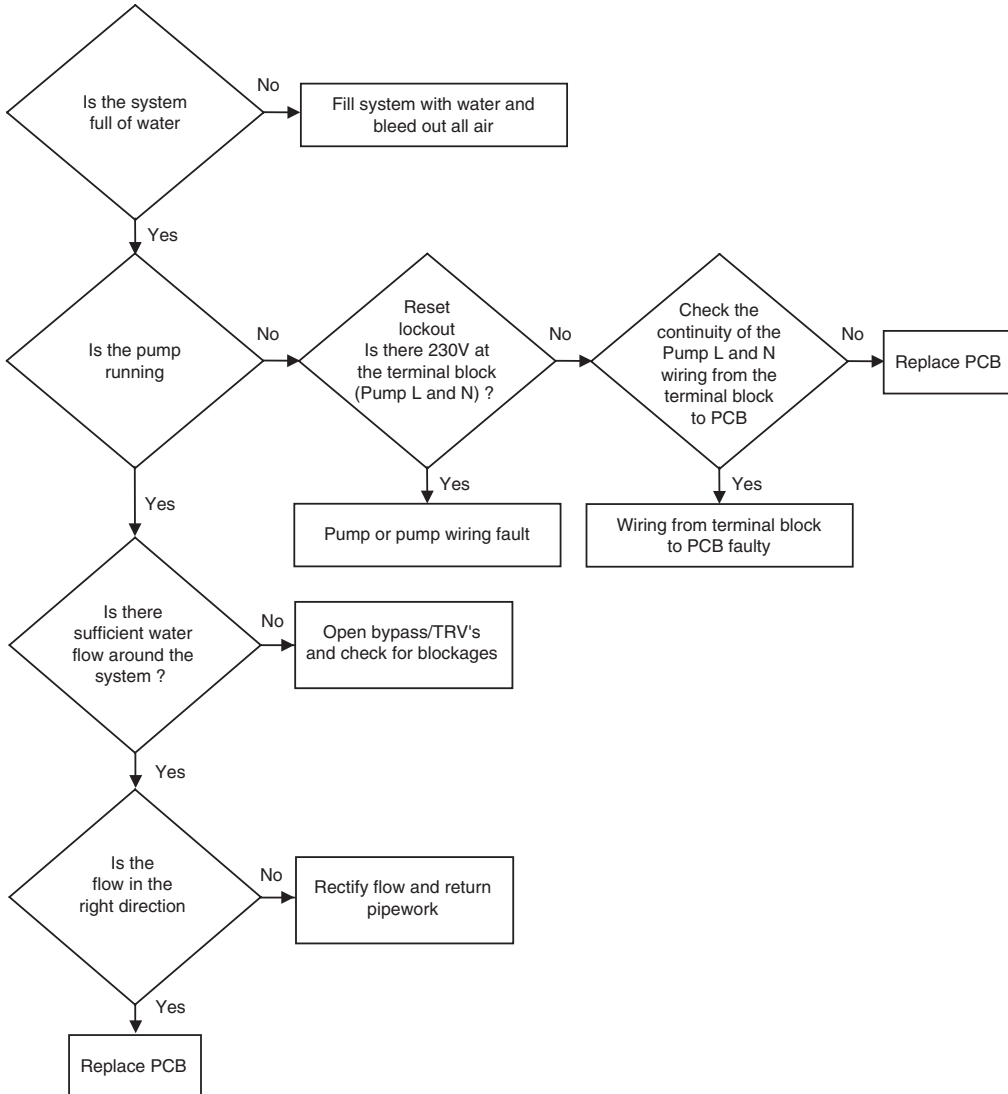 Is the system
full of water
No
Fill system with water and
bleed out all air
Yes
Is the pump
running
No
Reset
lockout
Is there 230V at
the terminal block
(Pump L and N) ?
No
Check the
continuity of the
Pump L and N
wiring from the
terminal block
to PCB
No
Replace PCB
Yes
Yes
Yes
Pump or pump wiring fault
Wiring from terminal block
to PCB faulty
Is there
sufficient water
flow around the
system ?
No
Open bypass/TRV's
and check for blockages
Yes
Is the
flow in the
right direction
No
Rectify flow and return
pipework
Yes
Replace PCB